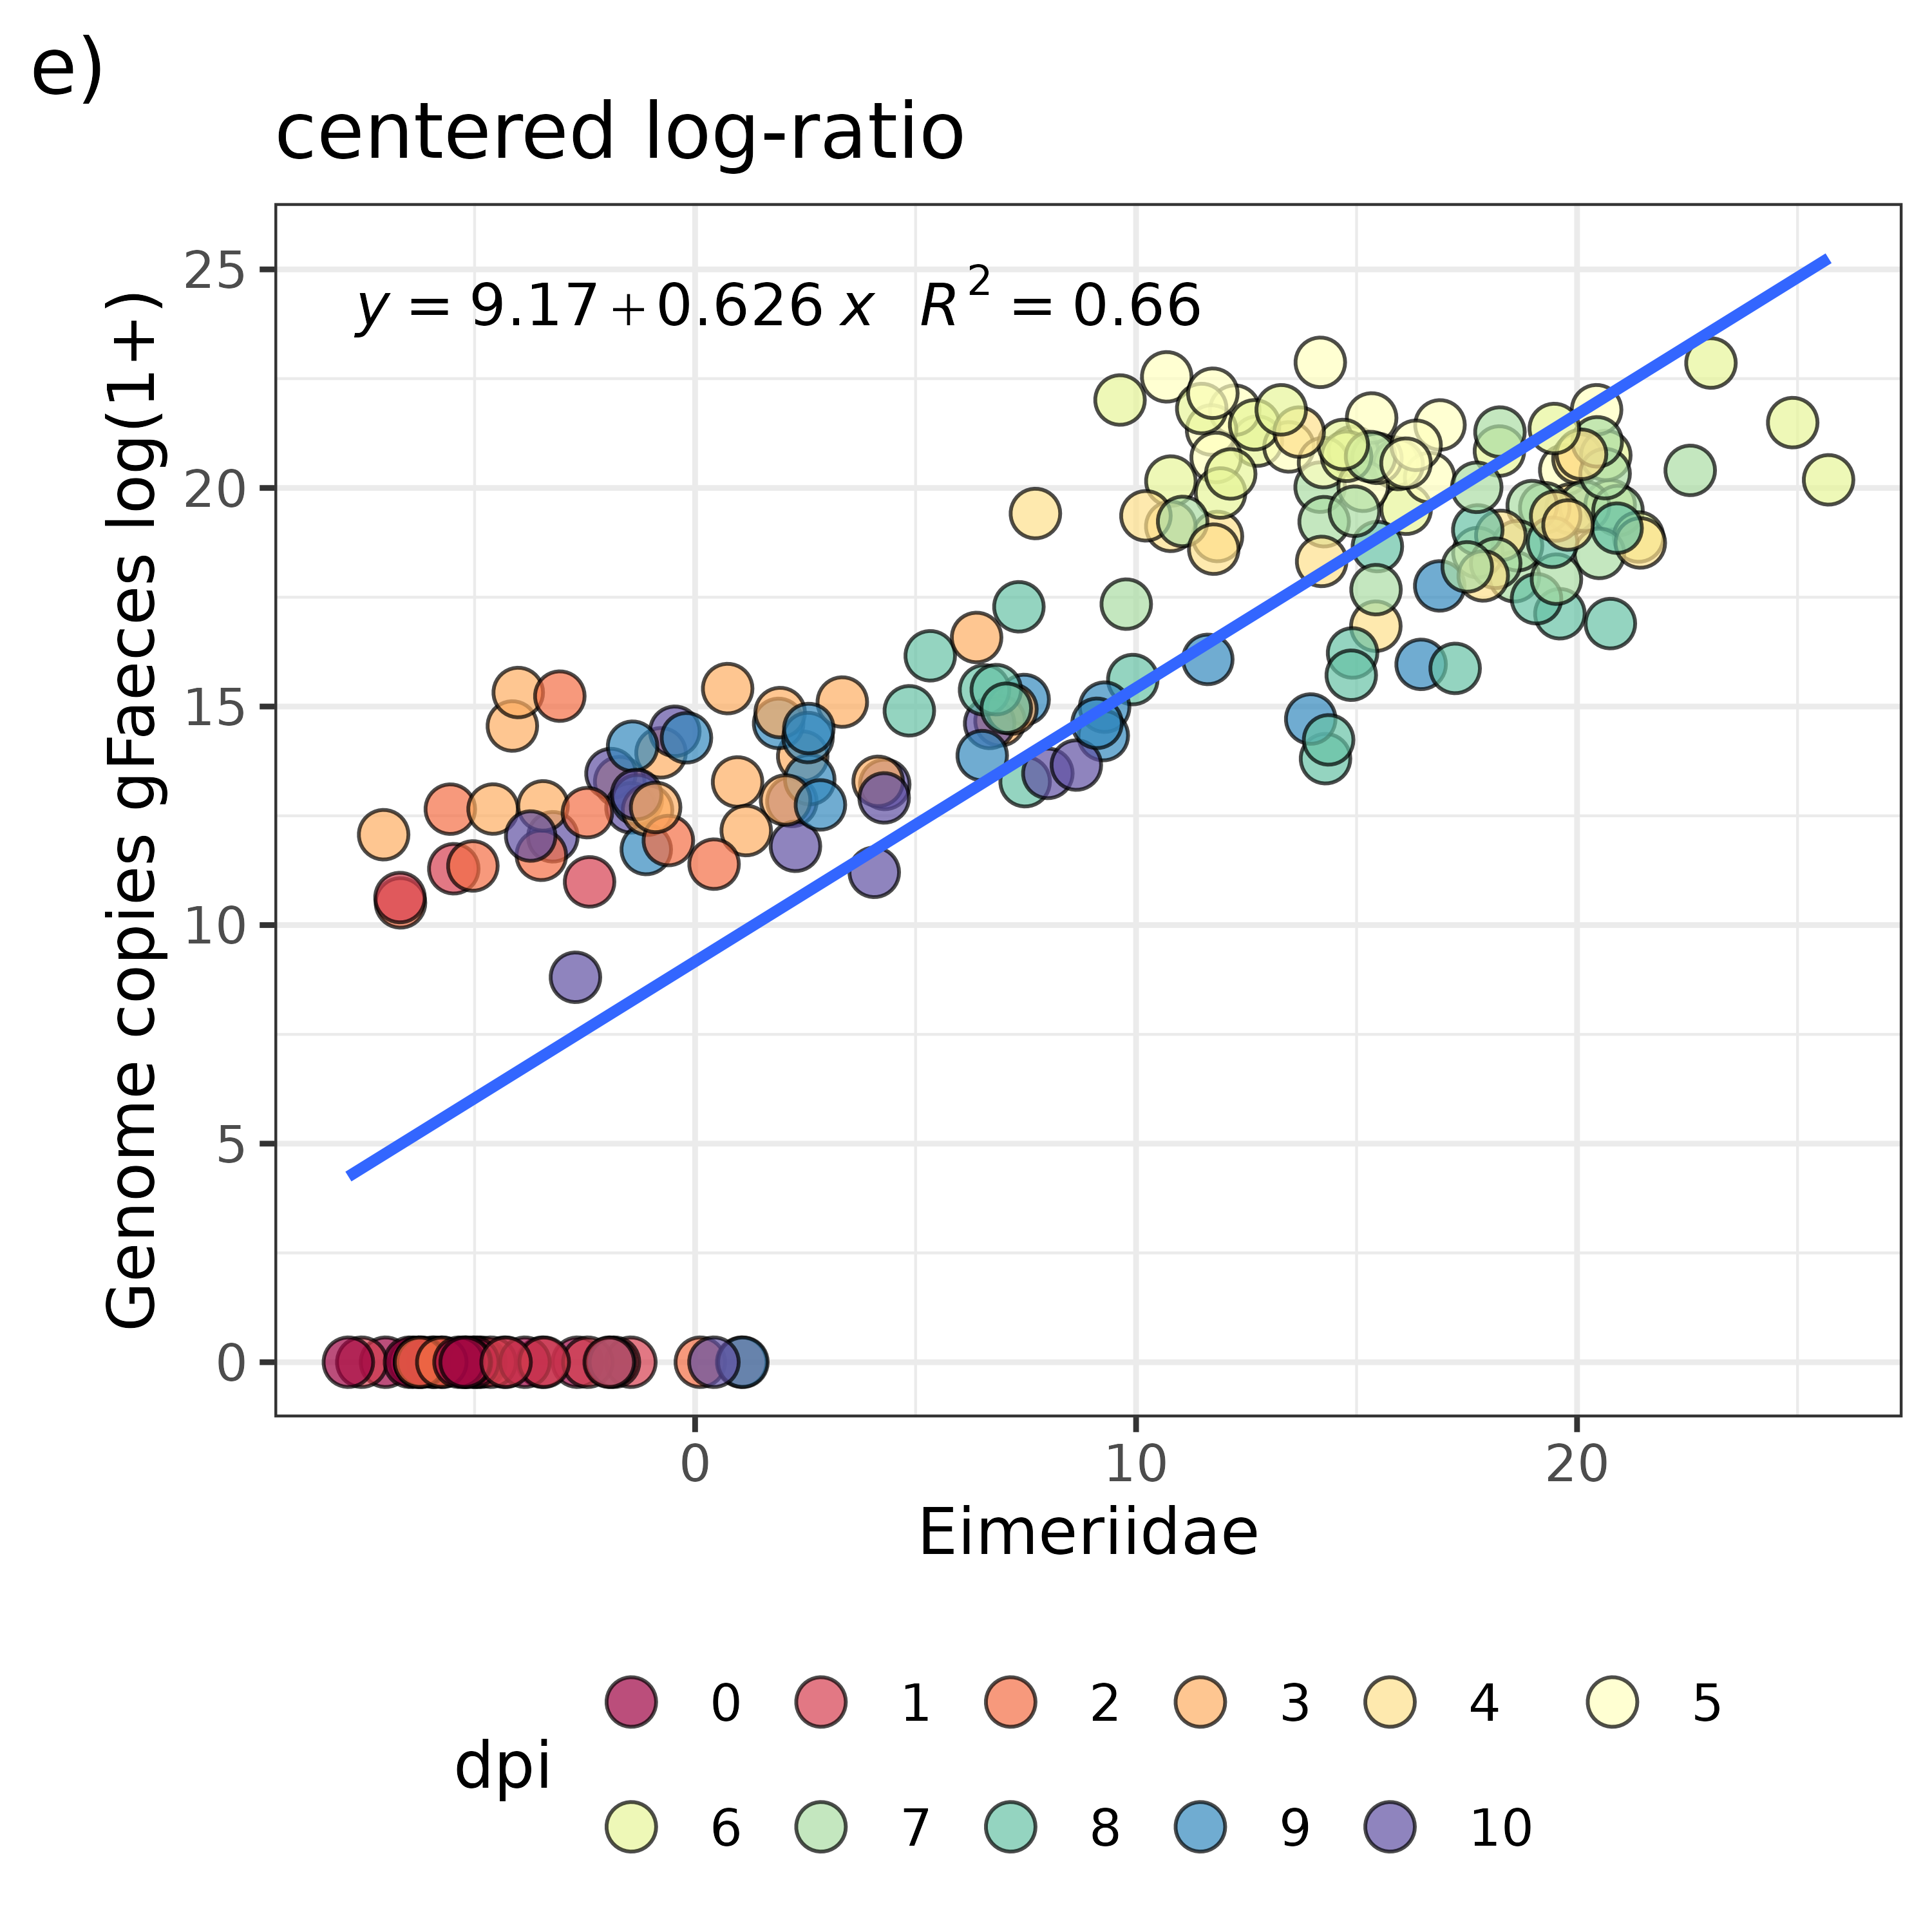 e)
centered log-ratio
Genome copies gFaeces log(1+)
25
20
15
10
5
0
y = 9.17+0.626 x R² = 0.66
0 10 20
Eimeriidae
dpi
0 1 2 3 4 5
6 7 8 9 10